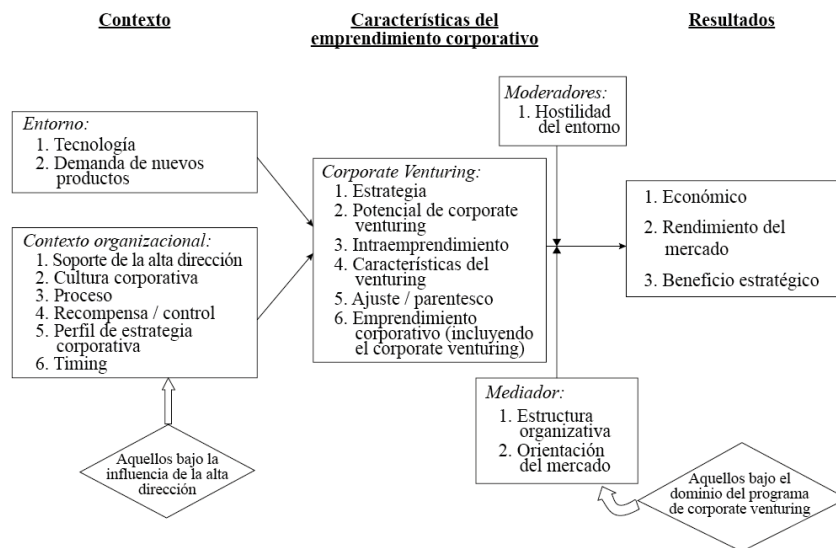 Contexto
Características del
emprendimiento corporativo
Resultados
Entorno:
1. Tecnología
2. Demanda de nuevos
productos
Contexto organizacional:
1. Soporte de la alta dirección
2. Cultura corporativa
3. Proceso
4. Recompensa / control
5. Perfil de estrategia
corporativa
6. Timing
Aquellos bajo la
influencia de la alta
dirección
Corporate Venturing:
1. Estrategia
2. Potencial de corporate
venturing
3. Intraemprendimiento
4. Características del
venturing
5. Ajuste / parentesco
6. Emprendimiento
corporativo (incluyendo
el corporate venturing)
Moderadores:
1. Hostilidad
del entorno
Mediador:
1. Estructura
organizativa
2. Orientación
del mercado
Aquellos bajo el
dominio del programa
de corporate venturing
1. Económico
2. Rendimiento del
mercado
3. Beneficio estratégico